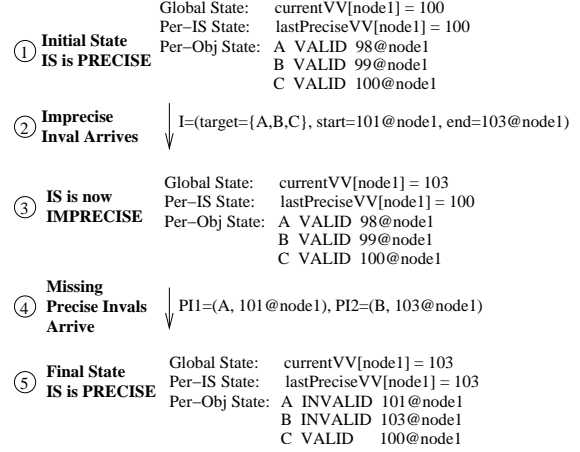 Global State: currentVV[node1] = 100
① Initial State Per−IS State: lastPreciseVV[node1] = 100
IS is PRECISE Per−Obj State: A VALID 98@node1
B VALID 99@node1
C VALID 100@node1
② Imprecise I=(target={A,B,C}, start=101@node1, end=103@node1)
Inval Arrives
Global State: currentVV[node1] = 103
③ IS is now Per−IS State: lastPreciseVV[node1] = 100
IMPRECISE Per−Obj State: A VALID 98@node1
B VALID 99@node1
C VALID 100@node1
Missing
④ Precise Invals PI1=(A, 101@node1), PI2=(B, 103@node1)
Arrive
Global State: currentVV[node1] = 103
⑤ Final State Per−IS State: lastPreciseVV[node1] = 103
IS is PRECISE Per−Obj State: A INVALID 101@node1
B INVALID 103@node1
C VALID 100@node1